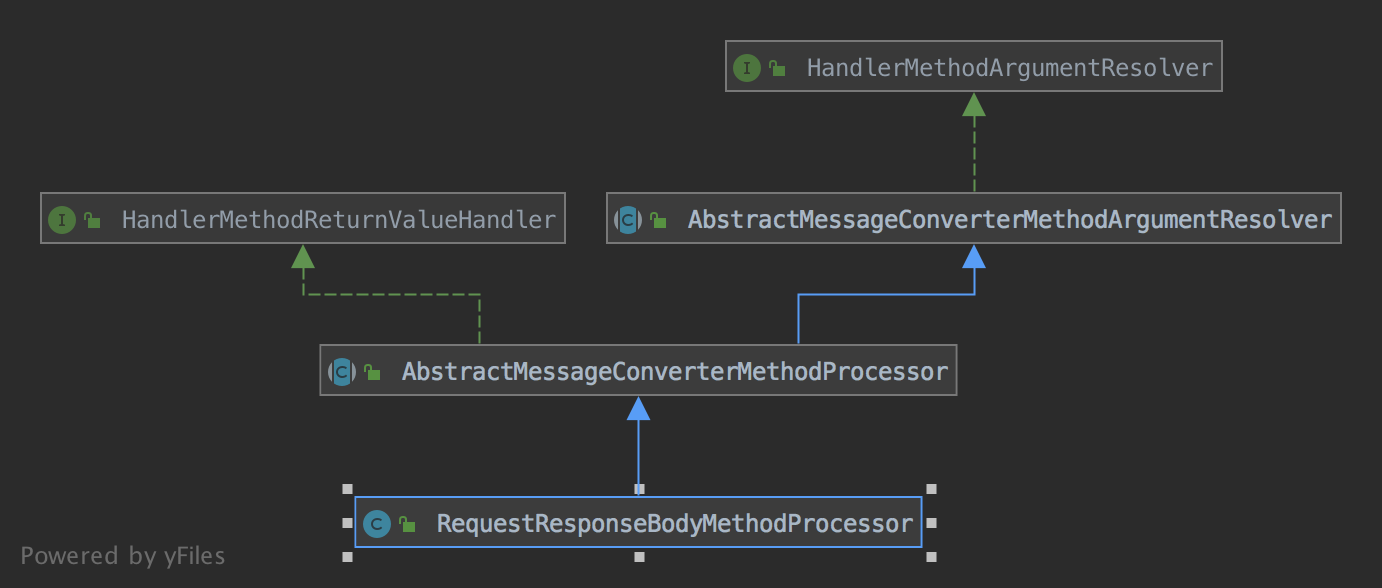 I HandlerMethodArgumentResolver
I HandlerMethodReturnValueHandler
C AbstractMessageConverterMethodArgumentResolver
C AbstractMessageConverterMethodProcessor
C RequestResponseBodyMethodProcessor
Powered by yFiles